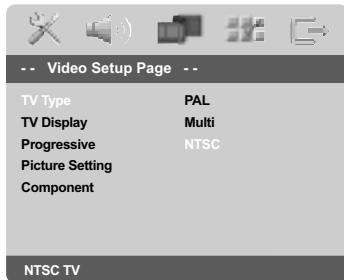 - - Video Setup Page - -
TV Type PAL
TV Display Multi
Progressive NTSC
Picture Setting
Component
NTSC TV